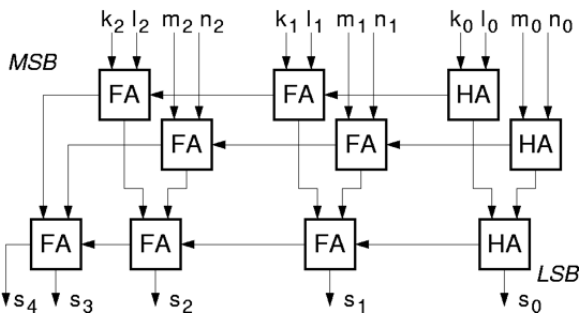 k₂ l₂ m₂ n₂ k₁ l₁ m₁ n₁ k₀ l₀ m₀ n₀
MSB
FA FA HA
FA FA HA
FA FA FA HA
LSB
s₄ s₃ s₂ s₁ s₀